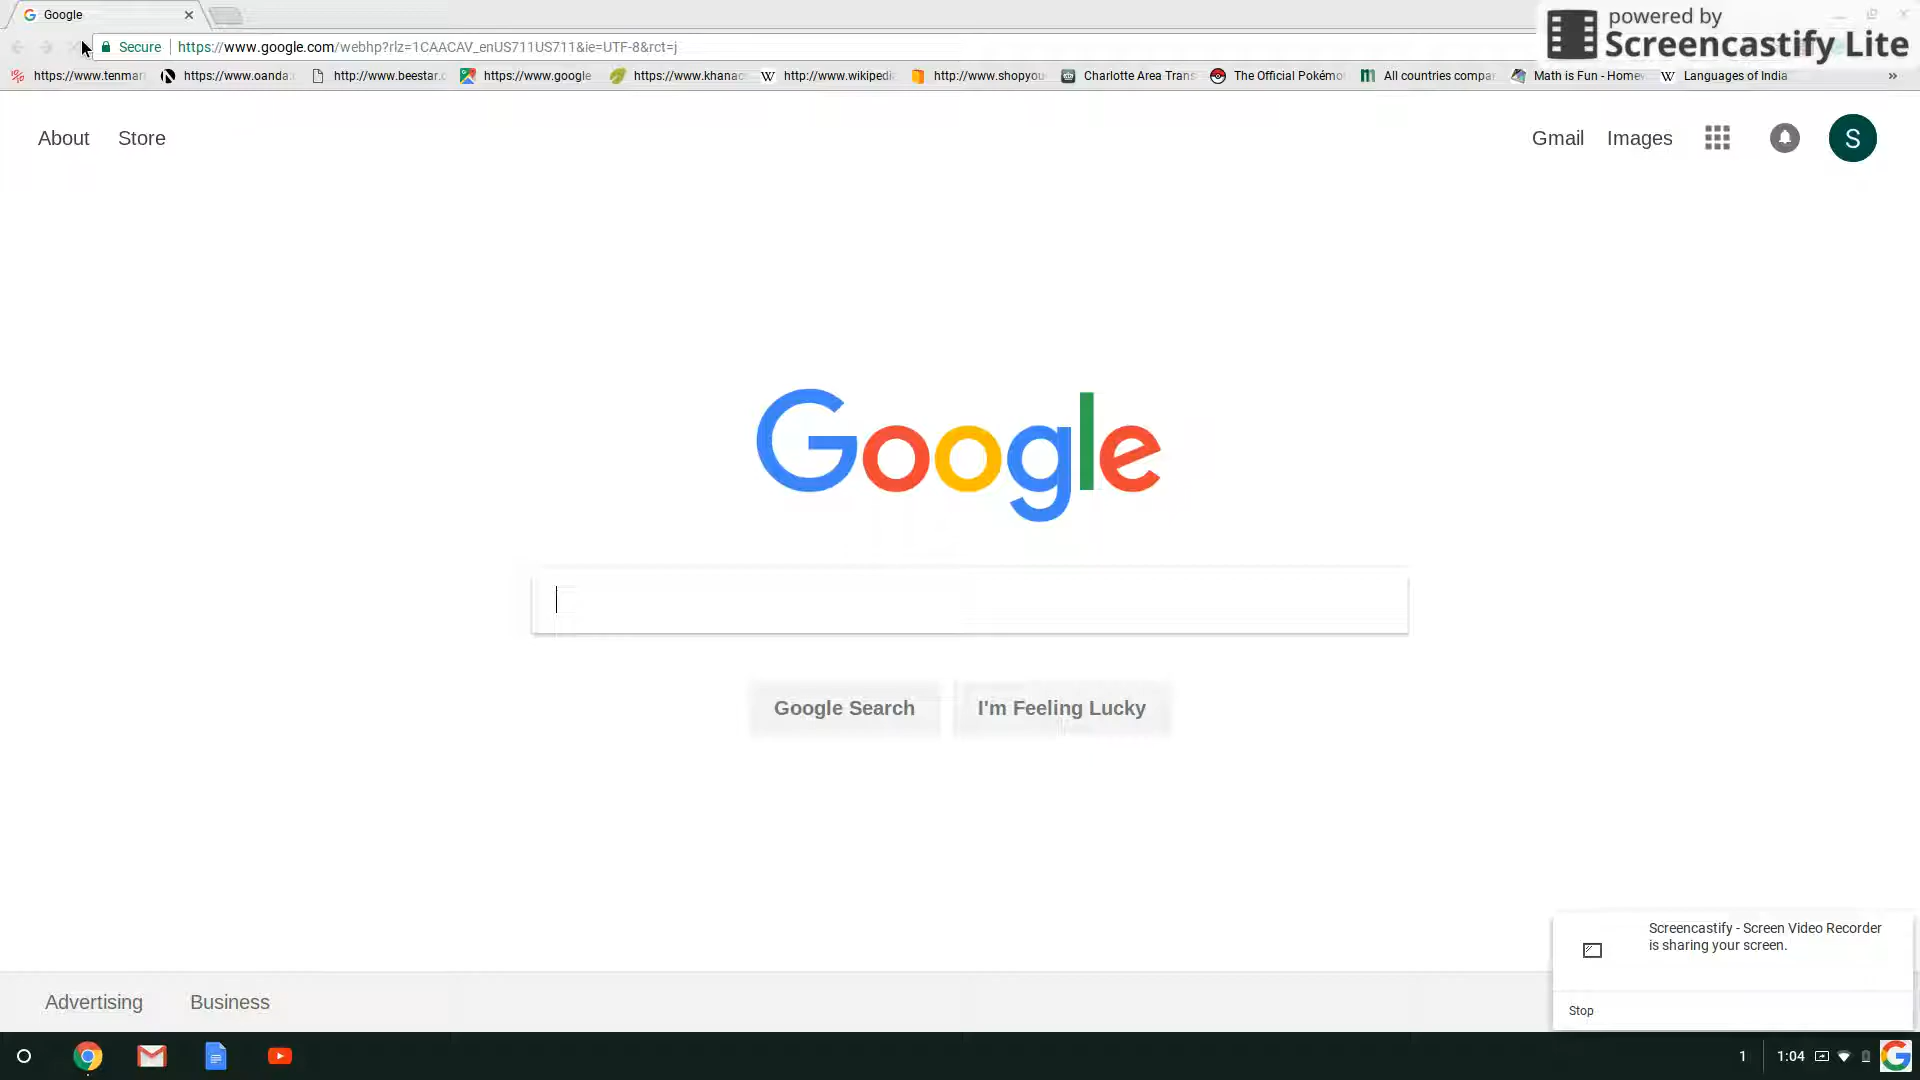 Google
powered by
Screencastify Lite
Secure https://www.google.com/webhp?rlz=1CAACAV_enUS711US711&ie=UTF-8&rct=j
https://www.tenmar https://www.oanda. http://www.beestar. https://www.google https://www.khanac http://www.wikipedi http://www.shopyou Charlotte Area Trans The Official Pokémo All countries compar Math is Fun - Homew Languages of India »
About Store Gmail Images S
Google
Google Search I'm Feeling Lucky
Screencastify - Screen Video Recorder
is sharing your screen.
Stop
Advertising Business
1 1:04